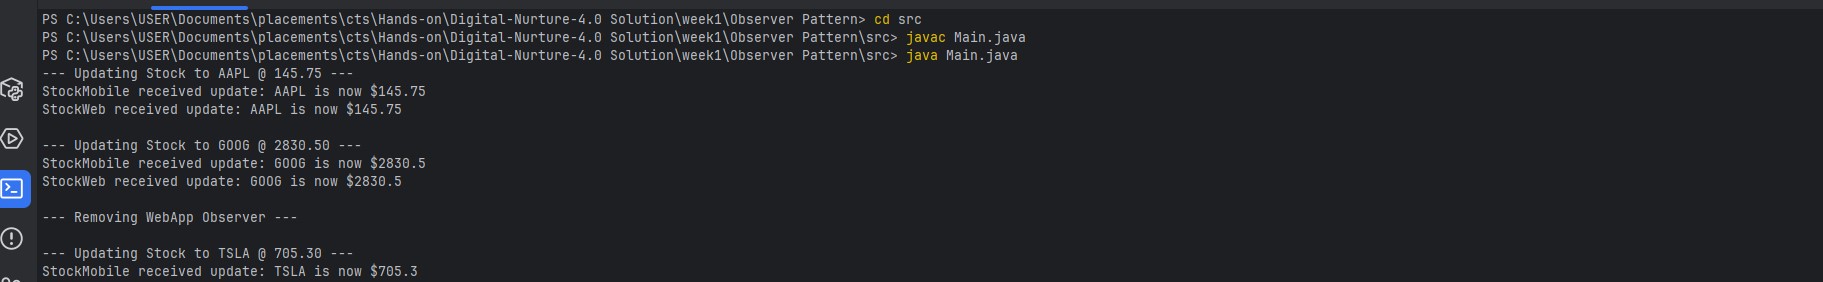 PS C:\Users\USER\Documents\placements\cts\Hands-on\Digital-Nurture-4.0 Solution\week1\Observer Pattern> cd src
PS C:\Users\USER\Documents\placements\cts\Hands-on\Digital-Nurture-4.0 Solution\week1\Observer Pattern\src> javac Main.java
PS C:\Users\USER\Documents\placements\cts\Hands-on\Digital-Nurture-4.0 Solution\week1\Observer Pattern\src> java Main.java
--- Updating Stock to AAPL @ 145.75 ---
StockMobile received update: AAPL is now $145.75
StockWeb received update: AAPL is now $145.75
--- Updating Stock to GOOG @ 2830.50 ---
StockMobile received update: GOOG is now $2830.5
StockWeb received update: GOOG is now $2830.5
--- Removing WebApp Observer ---
--- Updating Stock to TSLA @ 705.30 ---
StockMobile received update: TSLA is now $705.3